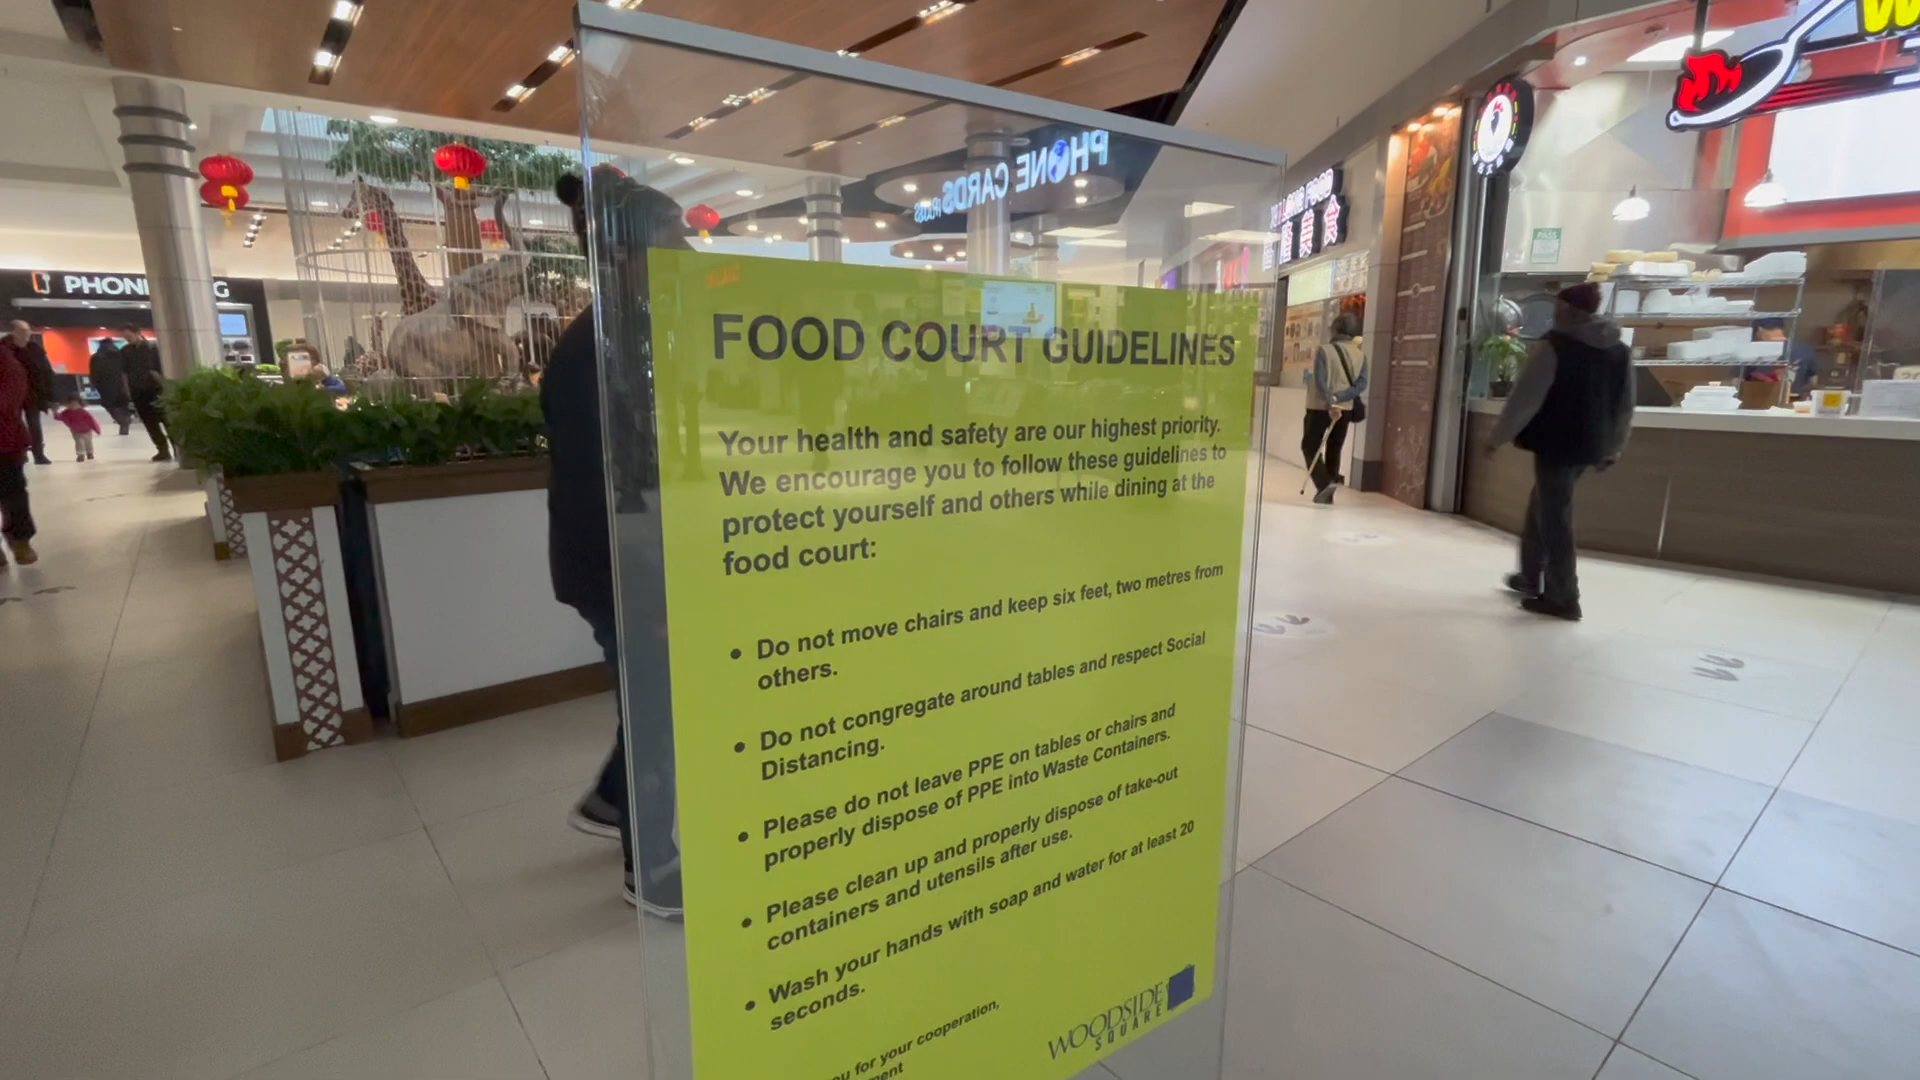 PHONE CARDS PLUS
PHON
G
PASS
FOOD COURT GUIDELINES
Your health and safety are our highest priority.
We encourage you to follow these guidelines to
protect yourself and others while dining at the
food court:
• Do not move chairs and keep six feet, two metres from
others.
• Do not congregate around tables and respect Social
Distancing.
• Please do not leave PPE on tables or chairs and
properly dispose of PPE into Waste Containers.
• Please clean up and properly dispose of take-out
containers and utensils after use.
• Wash your hands with soap and water for at least 20
seconds.
for your cooperation,
WOODSIDE
SQUARE